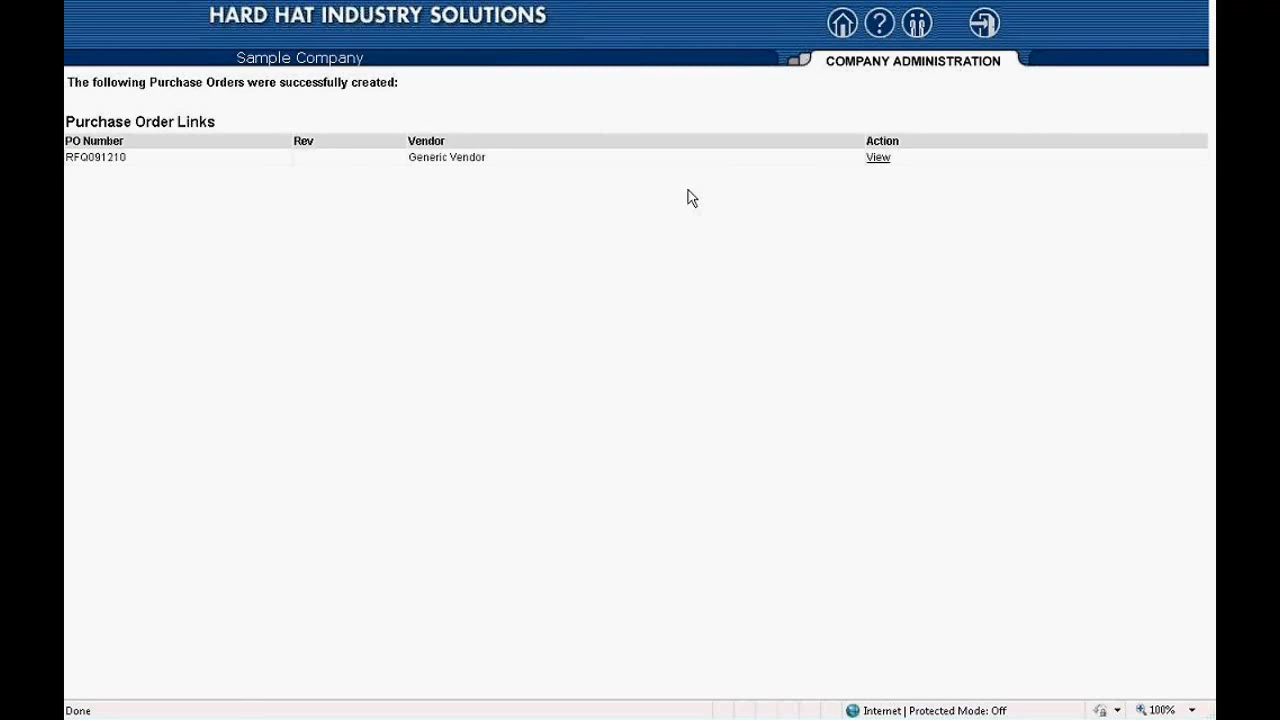 HARD HAT INDUSTRY SOLUTIONS
?
Sample Company
COMPANY ADMINISTRATION
The following Purchase Orders were successfully created:
Purchase Order Links
PO Number Rev Vendor Action
RFQ091210 Generic Vendor View
Done Internet | Protected Mode: Off 100%